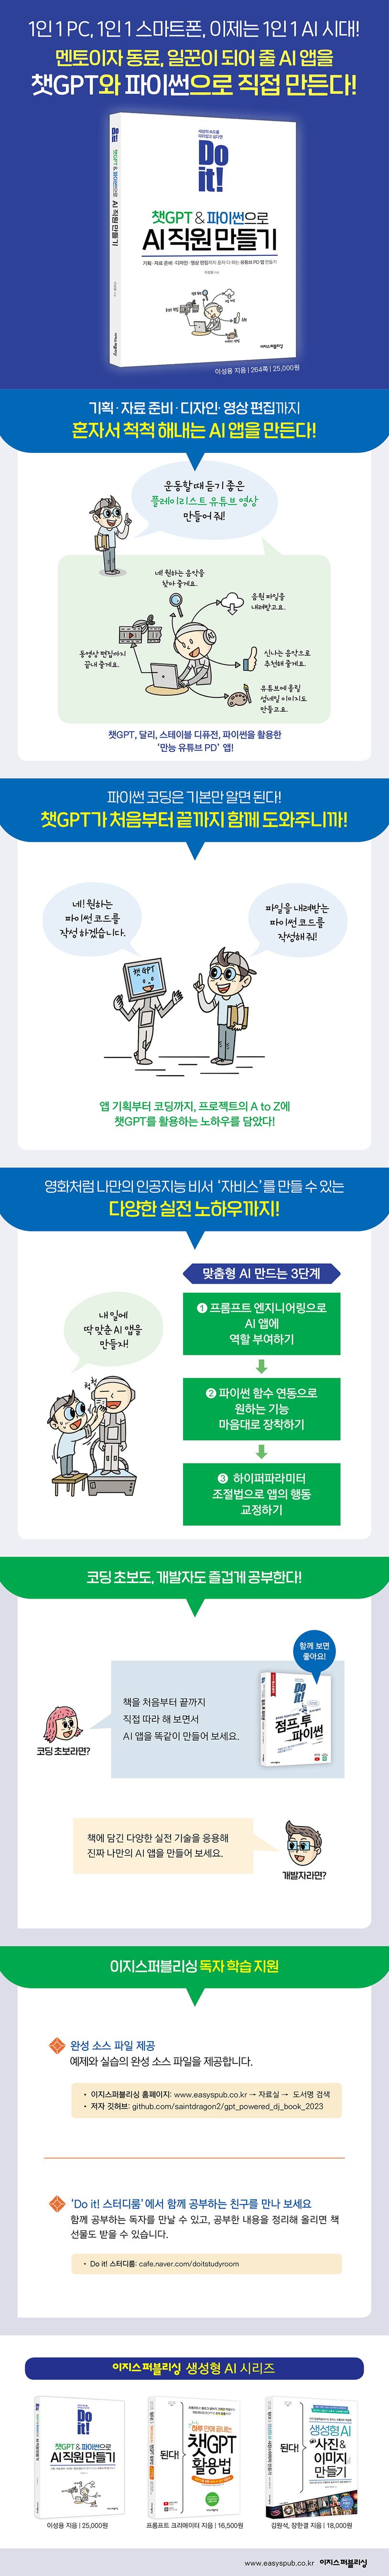 1인 1 PC, 1인 1 스마트폰, 이제는 1인 1 AI 시대!
멘토이자 동료, 일꾼이 되어 줄 AI 앱을
챗GPT와 파이썬으로 직접 만든다!
Do
it!
챗GPT & 파이썬으로
AI 직원 만들기
기획·자료 준비·디자인·영상 편집까지 혼자 다 하는 유튜브 PD 앱 만들기
이지스퍼블리싱
챗GPT & 파이썬으로 AI 직원 만들기
이성용 지음 | 264쪽 | 25,000원
기획·자료 준비·디자인·영상 편집까지
혼자서 척척 해내는 AI 앱을 만든다!
운동할 때 듣기 좋은
플레이리스트 유튜브 영상
만들어 줘!
네! 원하는 음악을
찾아 줄게요.
음원 파일을
내려받고요.
동영상 편집까지
끝내 줄게요.
신나는 음악으로
추천해 줄게요.
유튜브에 올릴
섬네일 이미지도
만들고요.
챗GPT, 달리, 스테이블 디퓨전, 파이썬을 활용한
‘만능 유튜브 PD’ 앱!
파이썬 코딩은 기본만 알면 된다!
챗GPT가 처음부터 끝까지 함께 도와주니까!
네! 원하는
파이썬 코드를
작성하겠습니다.
파일을 내려받는
파이썬 코드를
작성해 줘!
챗GPT
앱 기획부터 코딩까지, 프로젝트의 A to Z에
챗GPT를 활용하는 노하우를 담았다!
영화처럼 나만의 인공지능 비서 ‘자비스’를 만들 수 있는
다양한 실전 노하우까지!
맞춤형 AI 만드는 3단계
내 일에
딱 맞춘 AI 앱을
만들자!
척척
❶ 프롬프트 엔지니어링으로
AI 앱에
역할 부여하기
❷ 파이썬 함수 연동으로
원하는 기능
마음대로 장착하기
❸ 하이퍼파라미터
조절법으로 앱의 행동
교정하기
코딩 초보도, 개발자도 즐겁게 공부한다!
함께 보면
좋아요!
책을 처음부터 끝까지
직접 따라 해 보면서
AI 앱을 똑같이 만들어 보세요.
Do
it!
점프 투
파이썬
코딩 초보라면?
책에 담긴 다양한 실전 기술을 응용해
진짜 나만의 AI 앱을 만들어 보세요.
개발자라면?
이지스퍼블리싱 독자 학습 지원
완성 소스 파일 제공
예제와 실습의 완성 소스 파일을 제공합니다.
• 이지스퍼블리싱 홈페이지: www.easyspub.co.kr → 자료실 → 도서명 검색
• 저자 깃허브: github.com/saintdragon2/gpt_powered_dj_book_2023
‘Do it! 스터디룸’에서 함께 공부하는 친구를 만나 보세요
함께 공부하는 독자를 만날 수 있고, 공부한 내용을 정리해 올리면 책
선물도 받을 수 있습니다.
• Do it! 스터디룸: cafe.naver.com/doitstudyroom
이지스퍼블리싱 생성형 AI 시리즈
Do
it!
챗GPT & 파이썬으로
AI 직원 만들기
된다!
하루 만에 끝내는
챗GPT
활용법
된다!
생성형 AI
사진 &
이미지
만들기
이성용 지음 | 25,000원
프롬프트 크리에이터 지음 | 16,500원
김원석, 장한결 지음 | 18,000원
www.easyspub.co.kr 이지스퍼블리싱